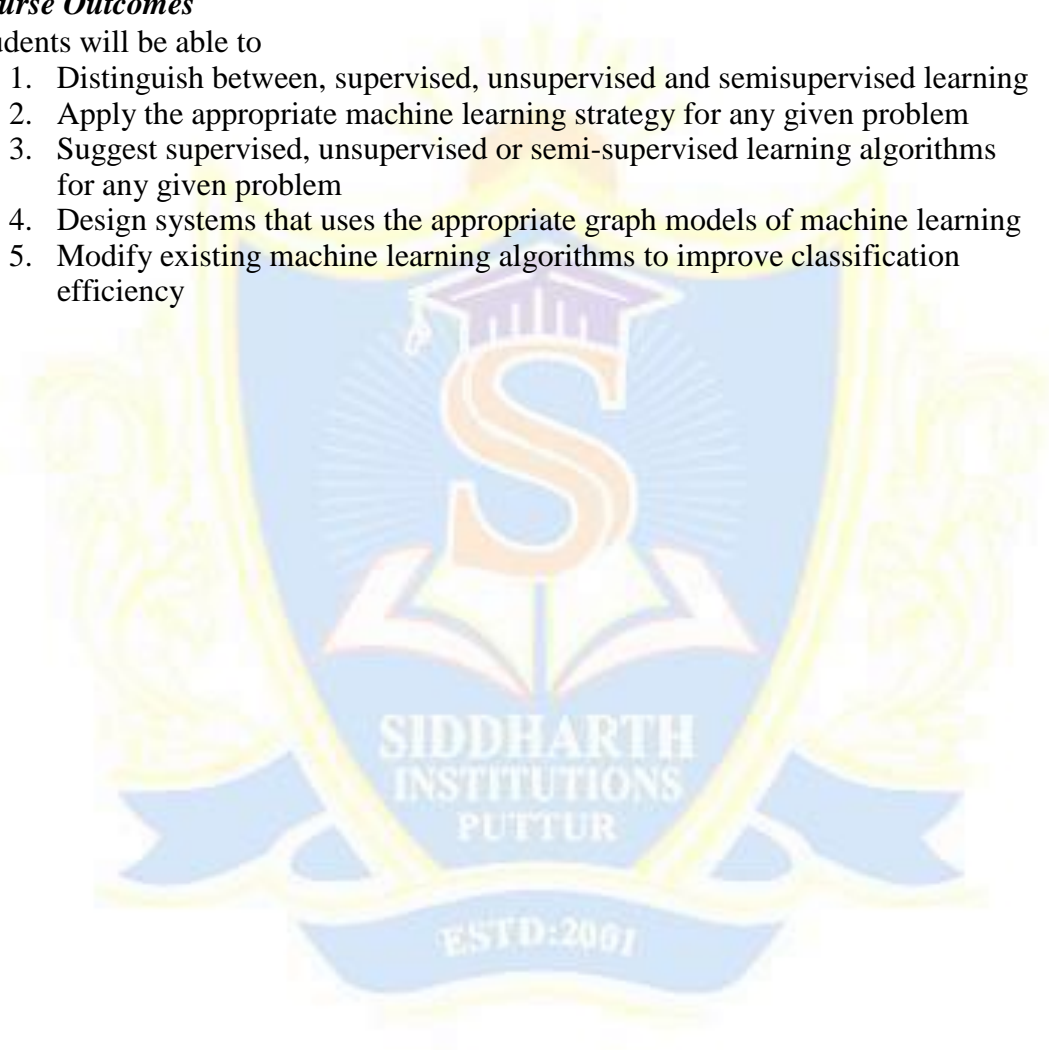 urse Outcomes
udents will be able to
1. Distinguish between, supervised, unsupervised and semisupervised learning
2. Apply the appropriate machine learning strategy for any given problem
3. Suggest supervised, unsupervised or semi-supervised learning algorithms
for any given problem
4. Design systems that uses the appropriate graph models of machine learning
5. Modify existing machine learning algorithms to improve classification
efficiency
S
SIDDHARTH
INSTITUTIONS
PUTTUR
ESTD:2001